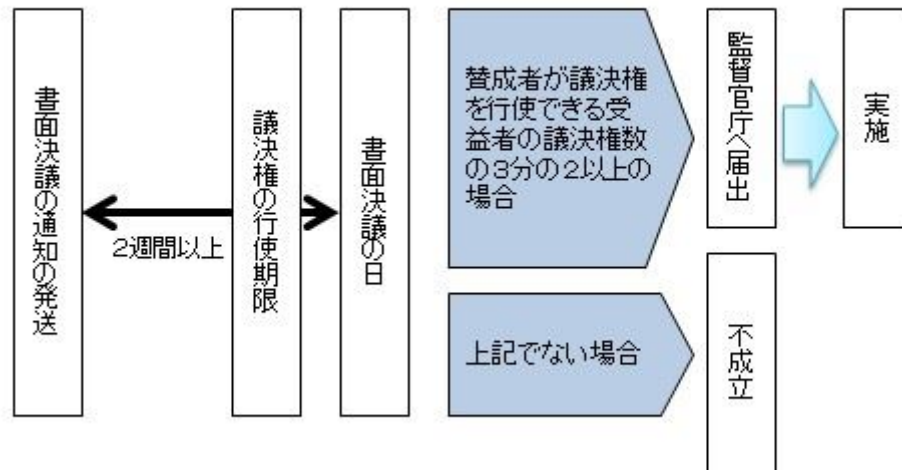 書面決議の通知の発送
2週間以上
議決権の行使期限
書面決議の日
賛成者が議決権
を行使できる受
益者の議決権数
の3分の2以上の
場合
監督官庁へ届出
実施
上記でない場合
不成立